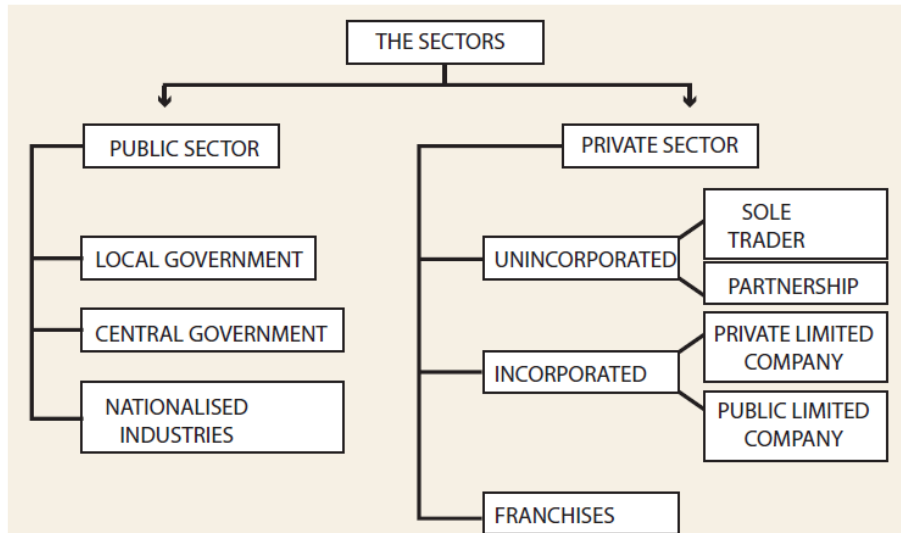 THE SECTORS
PUBLIC SECTOR
LOCAL GOVERNMENT
CENTRAL GOVERNMENT
NATIONALISED
INDUSTRIES
PRIVATE SECTOR
UNINCORPORATED
SOLE
TRADER
PARTNERSHIP
INCORPORATED
PRIVATE LIMITED
COMPANY
PUBLIC LIMITED
COMPANY
FRANCHISES